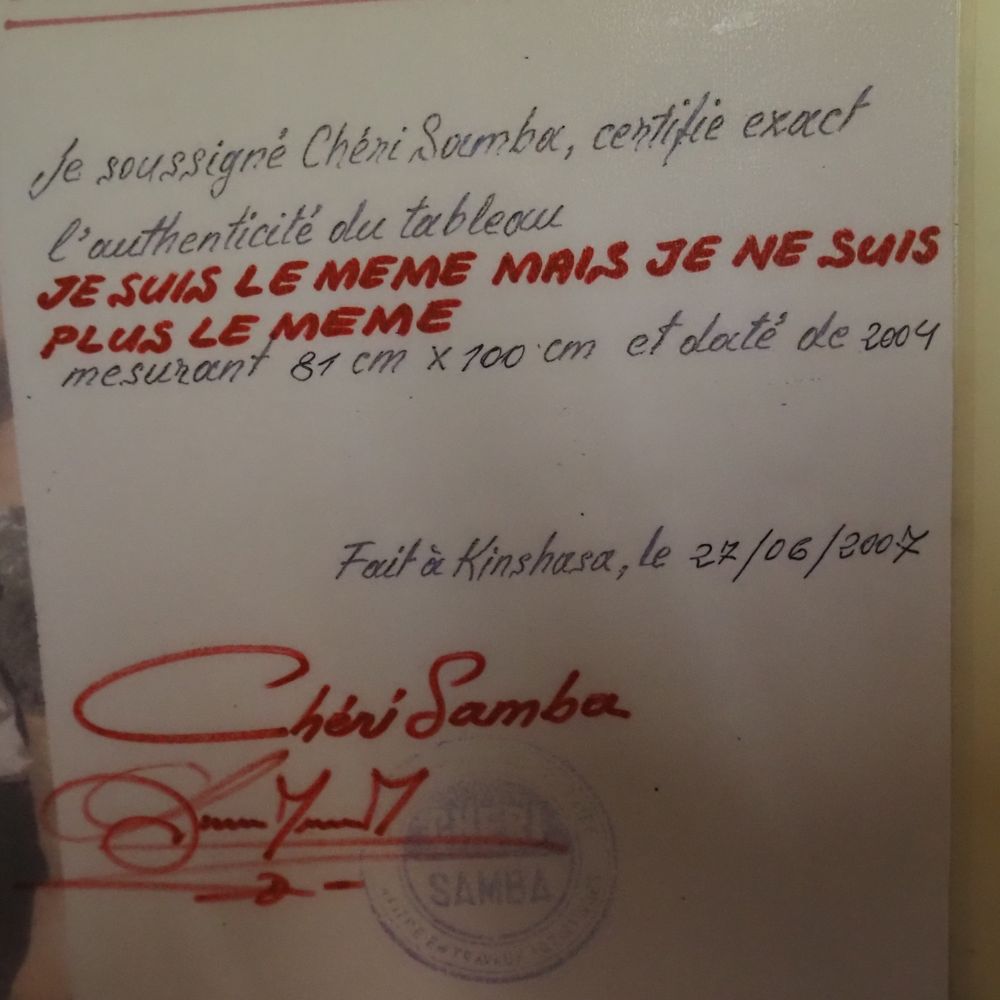 Je soussigné Chéri Samba, certifie exact
l'authenticité du tableau
JE SUIS LE MEME MAIS JE NE SUIS
PLUS LE MEME
mesurant 81 cm x 100 cm et daté de 2004
Fait à Kinshasa, le 27/06/2007
Chéri Samba
CHERI
SAMBA